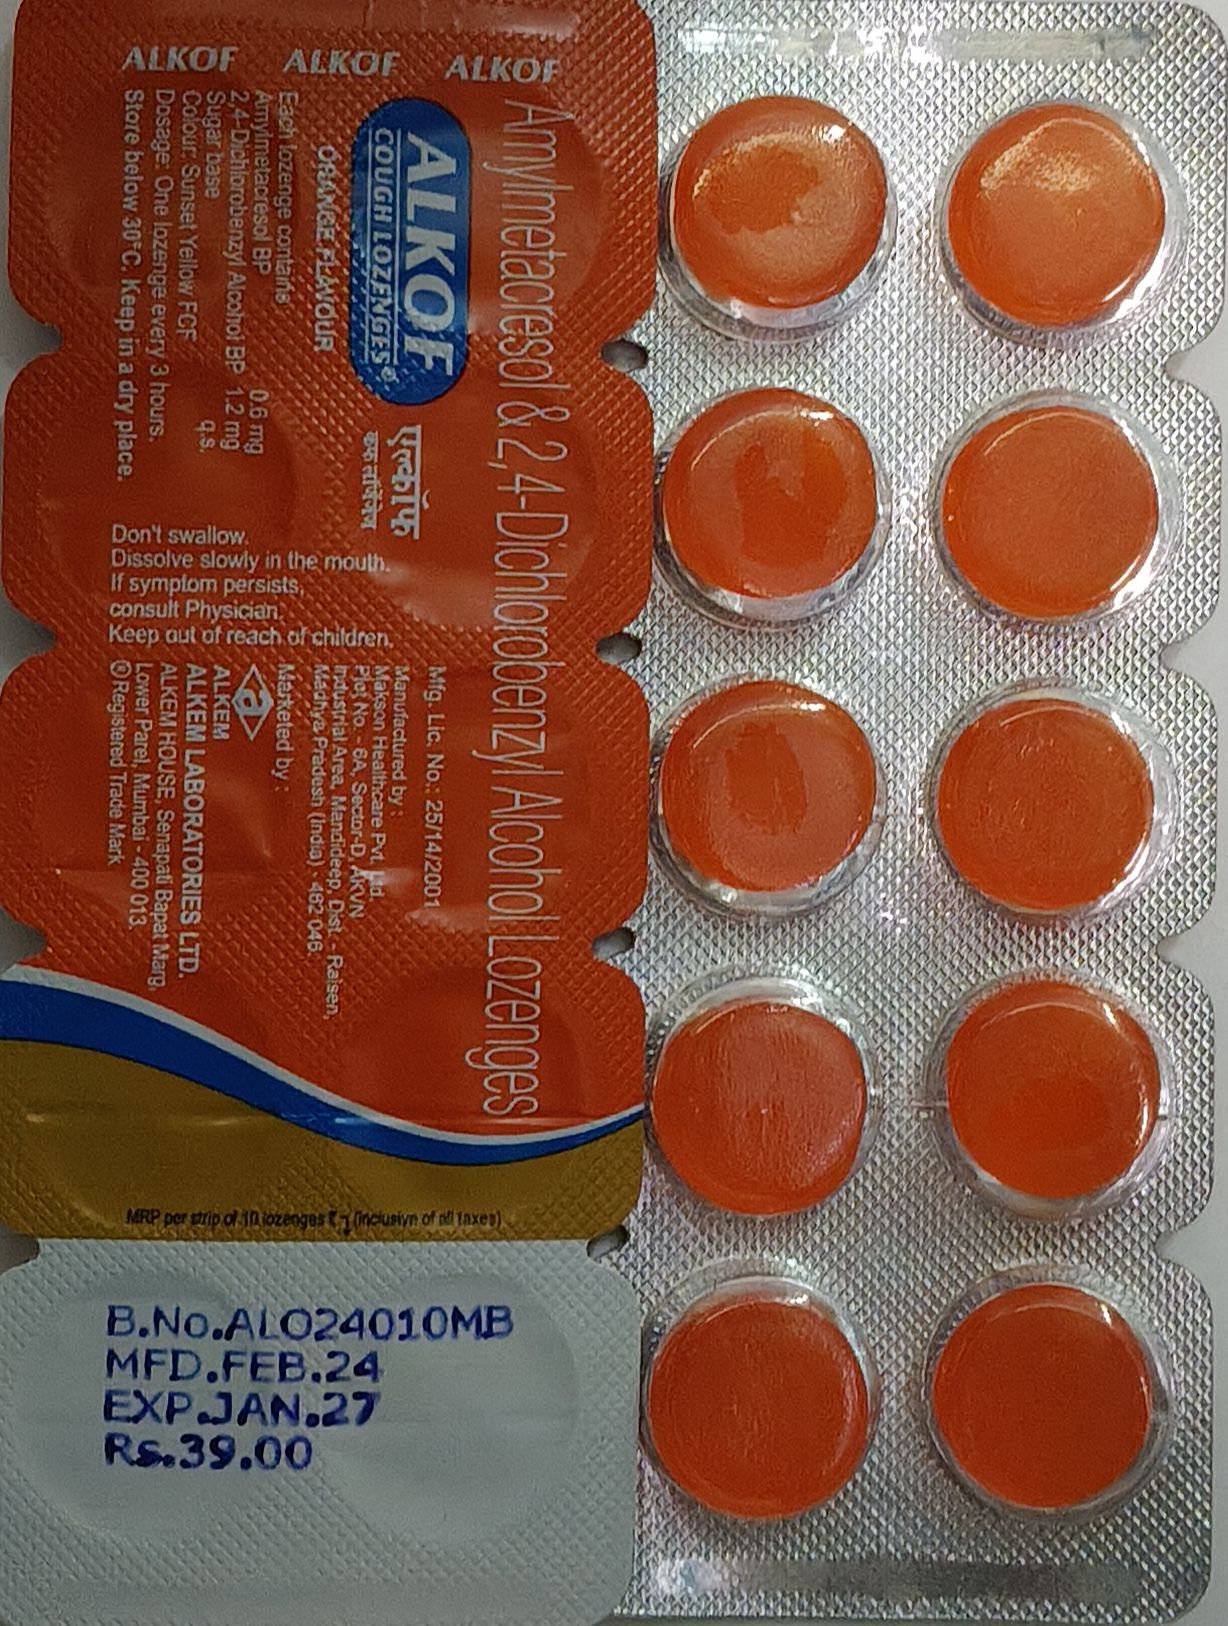 ALKOF ALKOF ALKOF
Amylmetacresol & 2,4-Dichlorobenzyl Alcohol Lozenges
ALKOF
COUGH LOZENGES®
एल्कॉफ
कफ लॉज़ेंजेस
ORANGE FLAVOUR
Each lozenge contains
Amylmetacresol BP 0.6 mg
2,4-Dichlorobenzyl Alcohol BP 1.2 mg
Sugar base q.s.
Colour: Sunset Yellow FCF
Dosage: One lozenge every 3 hours.
Store below 30°C. Keep in a dry place.
Don't swallow.
Dissolve slowly in the mouth.
If symptom persists,
consult Physician.
Keep out of reach of children.
Mfg. Lic. No.: 25/14/2001
Manufactured by :
Maison Healthcare Pvt. Ltd.
Plot No. - 6A, Sector-D, AKVN
Industrial Area, Mandideep, Dist. - Raisen,
Madhya Pradesh (India) - 462 046.
Marketed by :
a
ALKEM
ALKEM LABORATORIES LTD.
ALKEM HOUSE, Senapati Bapat Marg,
Lower Parel, Mumbai - 400 013.
® Registered Trade Mark
MRP per strip of 10 lozenges ₹ (inclusive of all taxes)
B.No.ALO24010MB
MFD.FEB.24
EXP.JAN.27
Rs.39.00